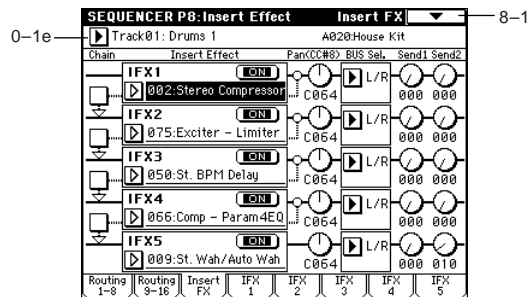 SEQUENCER P8:Insert Effect Insert FX 8–1
0–1e Track01: Drums 1 A020:House Kit
Chain Insert Effect Pan(CC#8) BUS Sel. Send1 Send2
IFX1 ON
002:Stereo Compressor C064 L/R 000 000
IFX2 ON
075:Exciter - Limiter C064 L/R 000 000
IFX3 ON
050:St. BPM Delay C064 L/R 000 000
IFX4 ON
066:Comp - Param4EQ C064 L/R 000 000
IFX5 ON
009:St. Wah/Auto Wah C064 L/R 000 010
Routing 1-8 Routing 9-16 Insert FX IFX 1 IFX 2 IFX 3 IFX 4 IFX 5